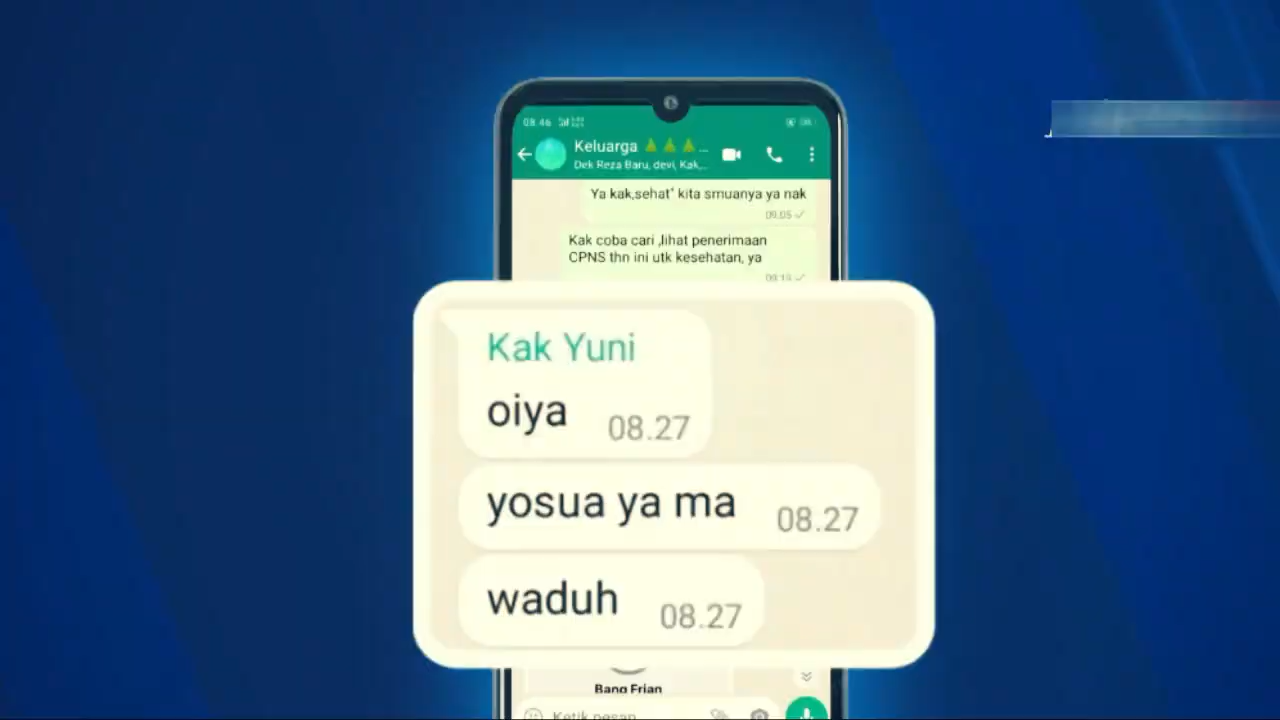 08.46
Keluarga
Dek Reza Baru, devi, Kak,...
Ya kak,sehat" kita smuanya ya nak
09.05
Kak coba cari ,lihat penerimaan
CPNS thn ini utk kesehatan, ya
Kak Yuni
oiya 08.27
yosua ya ma 08.27
waduh 08.27
Bang Frian
Ketik pesan